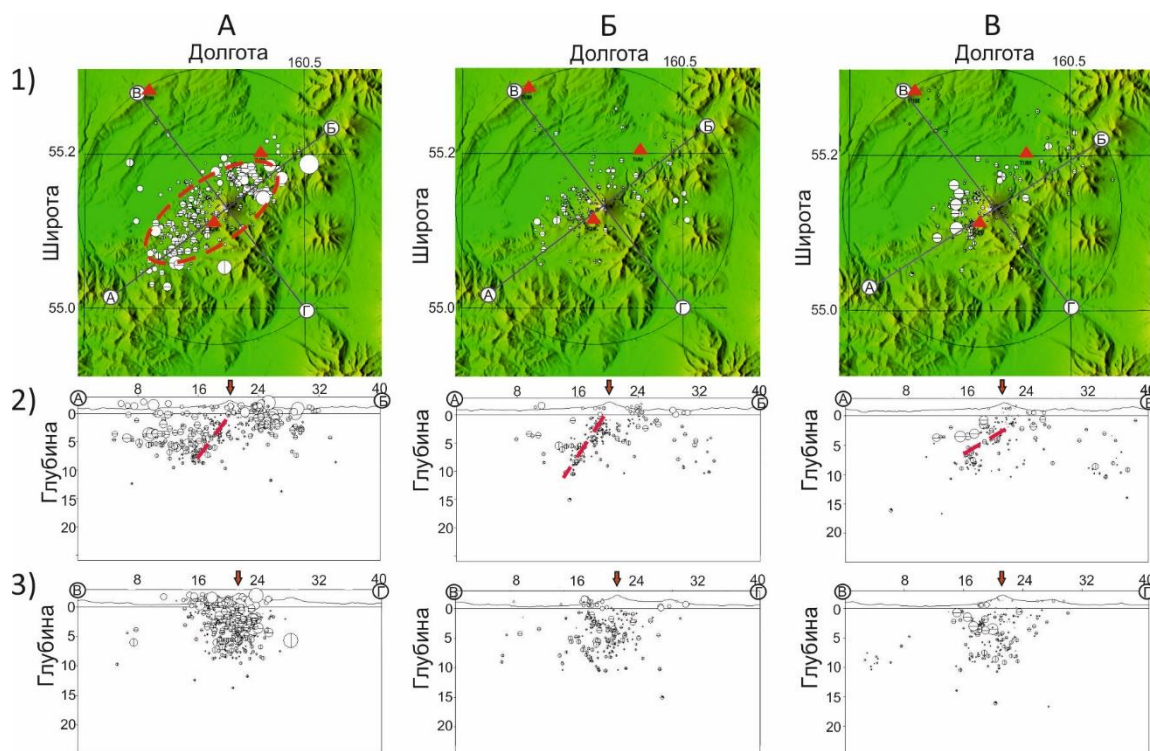 А Б В
Долгота Долгота Долгота
160.5 160.5 160.5
1)
В В В
Б Б Б
55.2 55.2 55.2
Широта Широта Широта
А А А
55.0 55.0 55.0
Г Г Г
2)
А 8 16 24 32 40 Б
А 8 16 24 32 40 Б
А 8 16 24 32 40 Б
Глубина Глубина Глубина
0 0 0
5 5 5
10 10 10
15 15 15
20 20 20
3)
В 8 16 24 32 40 Г
В 8 16 24 32 40 Г
В 8 16 24 32 40 Г
Глубина Глубина Глубина
0 0 0
5 5 5
10 10 10
15 15 15
20 20 20